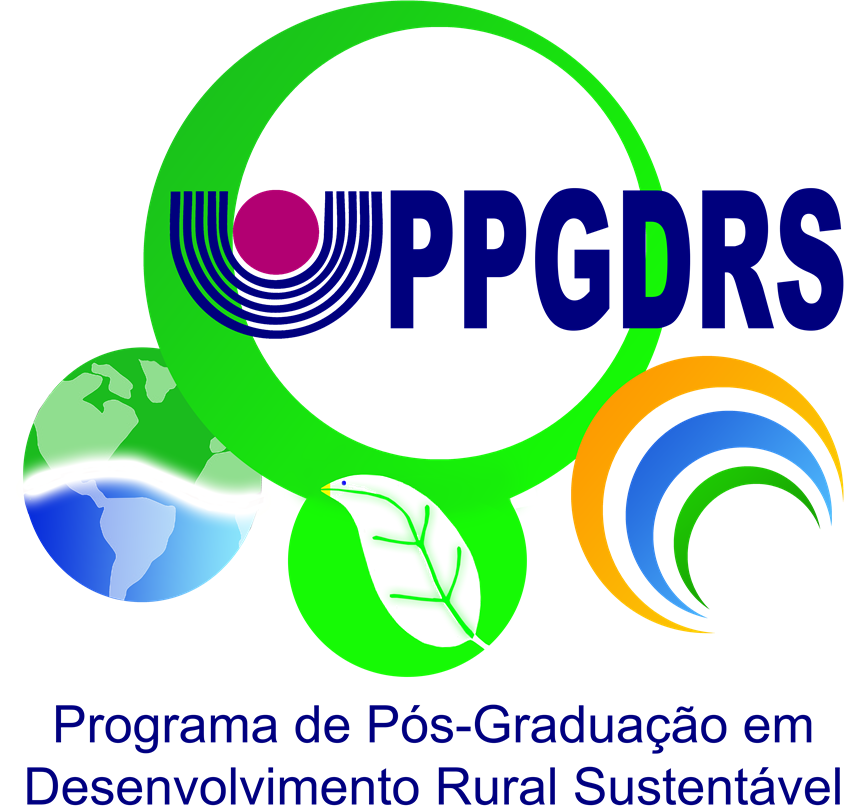 PPGDRS
Programa de Pós-Graduação em
Desenvolvimento Rural Sustentável